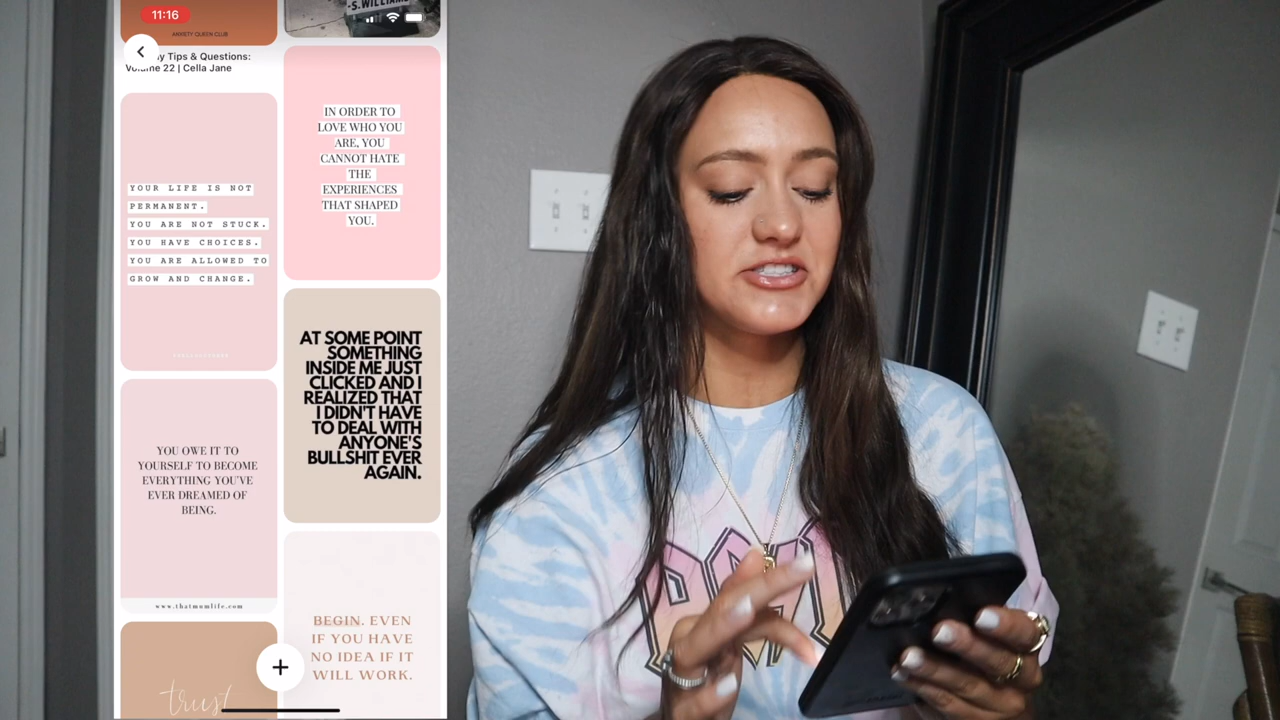 11:16
-S.WILLIAMS
ANXIETY QUEEN CLUB
Tips & Questions:
Volume 22 | Cella Jane
YOUR LIFE IS NOT
PERMANENT.
YOU ARE NOT STUCK.
YOU HAVE CHOICES.
YOU ARE ALLOWED TO
GROW AND CHANGE.
IN ORDER TO
LOVE WHO YOU
ARE, YOU
CANNOT HATE
THE
EXPERIENCES
THAT SHAPED
YOU.
AT SOME POINT
SOMETHING
INSIDE ME JUST
CLICKED AND I
REALIZED THAT
I DIDN'T HAVE
TO DEAL WITH
ANYONE'S
BULLSHIT EVER
AGAIN.
YOU OWE IT TO
YOURSELF TO BECOME
EVERYTHING YOU'VE
EVER DREAMED OF
BEING.
www.thatmumlife.com
BEGIN. EVEN
IF YOU HAVE
NO IDEA IF IT
WILL WORK.
trust